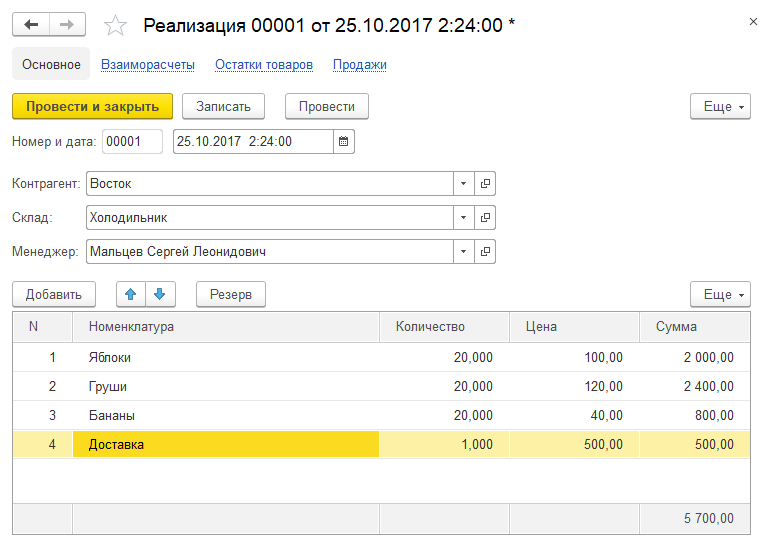 Реализация 00001 от 25.10.2017 2:24:00 *
Основное Взаиморасчеты Остатки товаров Продажи
Провести и закрыть Записать Провести Еще
Номер и дата: 00001 25.10.2017 2:24:00
Контрагент: Восток
Склад: Холодильник
Менеджер: Мальцев Сергей Леонидович
Добавить Резерв Еще
N Номенклатура Количество Цена Сумма
1 Яблоки 20,000 100,00 2 000,00
2 Груши 20,000 120,00 2 400,00
3 Бананы 20,000 40,00 800,00
4 Доставка 1,000 500,00 500,00
5 700,00